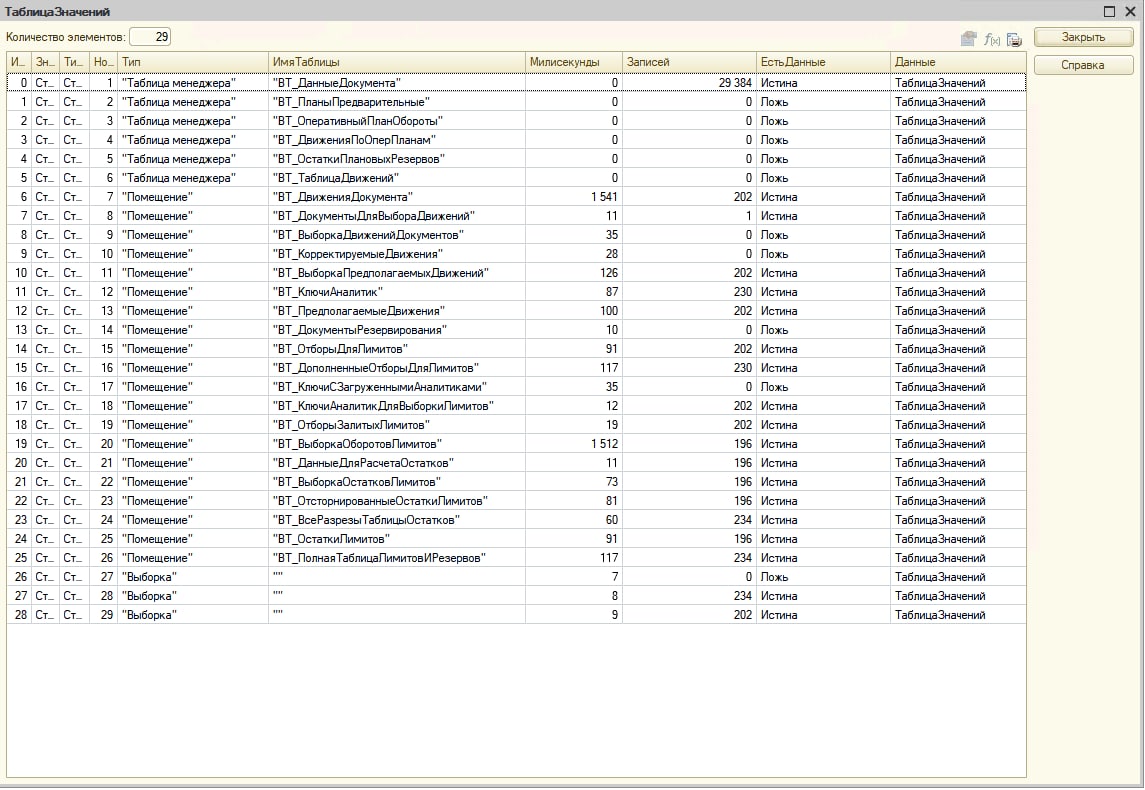 ТаблицаЗначений
Количество элементов: 29
Закрыть
Справка
И... Зн... Ти... Но... Тип ИмяТаблицы Милисекунды Записей ЕстьДанные Данные
0 Ст... Ст... 1 "Таблица менеджера" "ВТ_ДанныеДокумента" 0 29 384 Истина ТаблицаЗначений
1 Ст... Ст... 2 "Таблица менеджера" "ВТ_ПланыПредварительные" 0 0 Ложь ТаблицаЗначений
2 Ст... Ст... 3 "Таблица менеджера" "ВТ_ОперативныйПланОбороты" 0 0 Ложь ТаблицаЗначений
3 Ст... Ст... 4 "Таблица менеджера" "ВТ_ДвиженияПоОперПланам" 0 0 Ложь ТаблицаЗначений
4 Ст... Ст... 5 "Таблица менеджера" "ВТ_ОстаткиПлановыхРезервов" 0 0 Ложь ТаблицаЗначений
5 Ст... Ст... 6 "Таблица менеджера" "ВТ_ТаблицаДвижений" 0 0 Ложь ТаблицаЗначений
6 Ст... Ст... 7 "Помещение" "ВТ_ДвиженияДокумента" 1 541 202 Истина ТаблицаЗначений
7 Ст... Ст... 8 "Помещение" "ВТ_ДокументыДляВыбораДвижений" 11 1 Истина ТаблицаЗначений
8 Ст... Ст... 9 "Помещение" "ВТ_ВыборкаДвиженийДокументов" 35 0 Ложь ТаблицаЗначений
9 Ст... Ст... 10 "Помещение" "ВТ_КорректируемыеДвижения" 28 0 Ложь ТаблицаЗначений
10 Ст... Ст... 11 "Помещение" "ВТ_ВыборкаПредполагаемыхДвижений" 126 202 Истина ТаблицаЗначений
11 Ст... Ст... 12 "Помещение" "ВТ_КлючиАналитик" 87 230 Истина ТаблицаЗначений
12 Ст... Ст... 13 "Помещение" "ВТ_ПредполагаемыеДвижения" 100 202 Истина ТаблицаЗначений
13 Ст... Ст... 14 "Помещение" "ВТ_ДокументыРезервирования" 10 0 Ложь ТаблицаЗначений
14 Ст... Ст... 15 "Помещение" "ВТ_ОтборыДляЛимитов" 91 202 Истина ТаблицаЗначений
15 Ст... Ст... 16 "Помещение" "ВТ_ДополненныеОтборыДляЛимитов" 117 230 Истина ТаблицаЗначений
16 Ст... Ст... 17 "Помещение" "ВТ_КлючиСЗагруженнымиАналитиками" 35 0 Ложь ТаблицаЗначений
17 Ст... Ст... 18 "Помещение" "ВТ_КлючиАналитикДляВыборкиЛимитов" 12 202 Истина ТаблицаЗначений
18 Ст... Ст... 19 "Помещение" "ВТ_ОтборыЗалитыхЛимитов" 19 202 Истина ТаблицаЗначений
19 Ст... Ст... 20 "Помещение" "ВТ_ВыборкаОборотовЛимитов" 1 512 196 Истина ТаблицаЗначений
20 Ст... Ст... 21 "Помещение" "ВТ_ДанныеДляРасчетаОстатков" 11 196 Истина ТаблицаЗначений
21 Ст... Ст... 22 "Помещение" "ВТ_ВыборкаОстатковЛимитов" 73 196 Истина ТаблицаЗначений
22 Ст... Ст... 23 "Помещение" "ВТ_ОтсторнированныеОстаткиЛимитов" 81 196 Истина ТаблицаЗначений
23 Ст... Ст... 24 "Помещение" "ВТ_ВсеРазрезыТаблицыОстатков" 60 234 Истина ТаблицаЗначений
24 Ст... Ст... 25 "Помещение" "ВТ_ОстаткиЛимитов" 91 196 Истина ТаблицаЗначений
25 Ст... Ст... 26 "Помещение" "ВТ_ПолнаяТаблицаЛимитовИРезервов" 117 234 Истина ТаблицаЗначений
26 Ст... Ст... 27 "Выборка" "" 7 0 Ложь ТаблицаЗначений
27 Ст... Ст... 28 "Выборка" "" 8 234 Истина ТаблицаЗначений
28 Ст... Ст... 29 "Выборка" "" 9 202 Истина ТаблицаЗначений